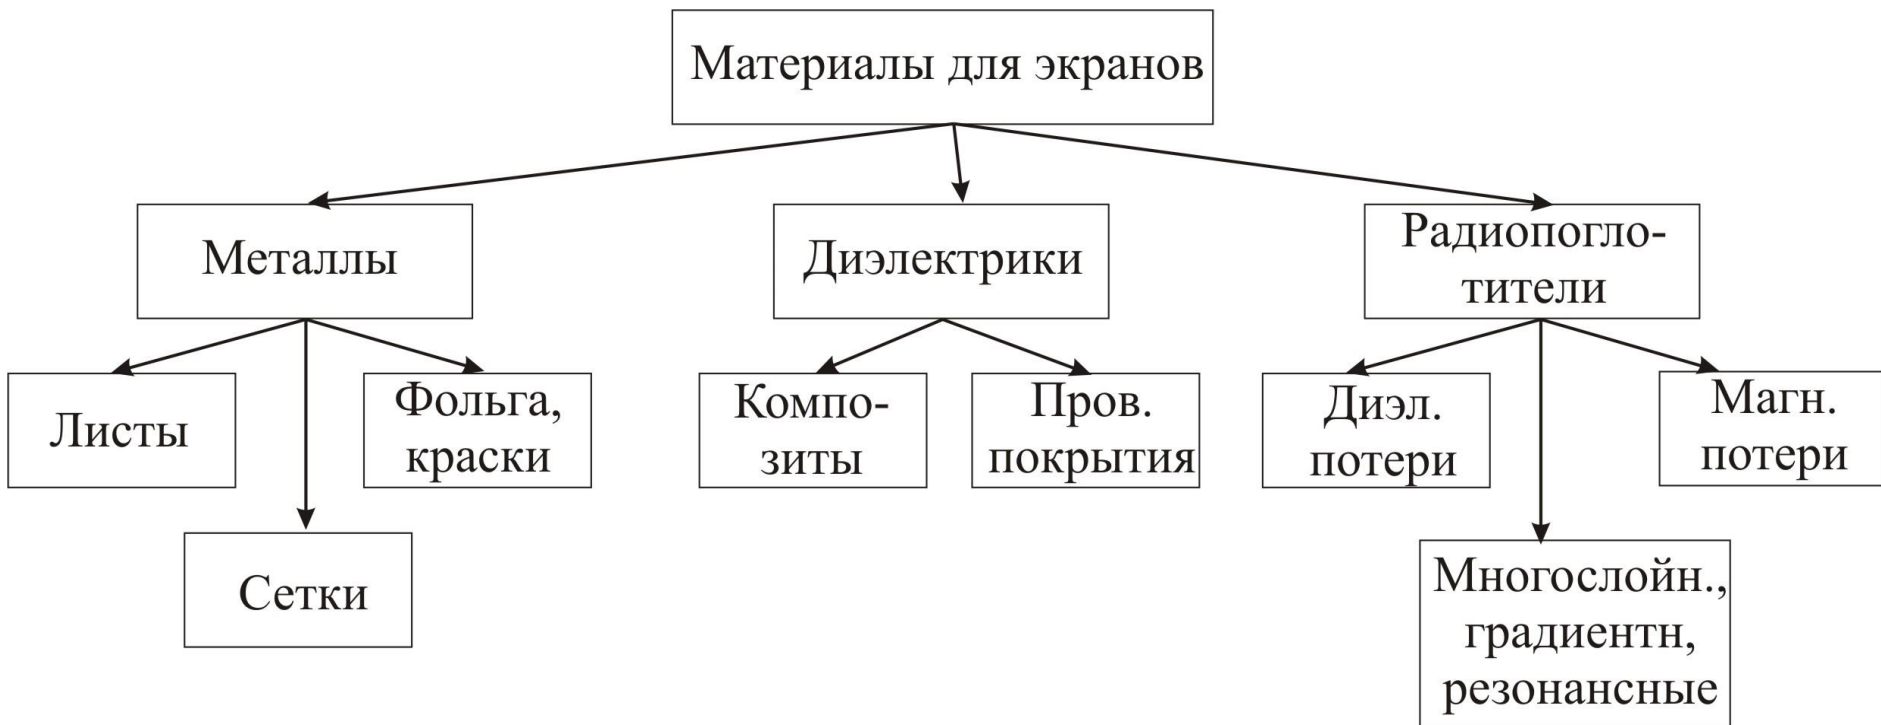 Материалы для экранов
Металлы
Диэлектрики
Радиопогло-
тители
Листы
Фольга,
краски
Компо-
зиты
Пров.
покрытия
Диэл.
потери
Магн.
потери
Сетки
Многослойн.,
градиентн,
резонансные